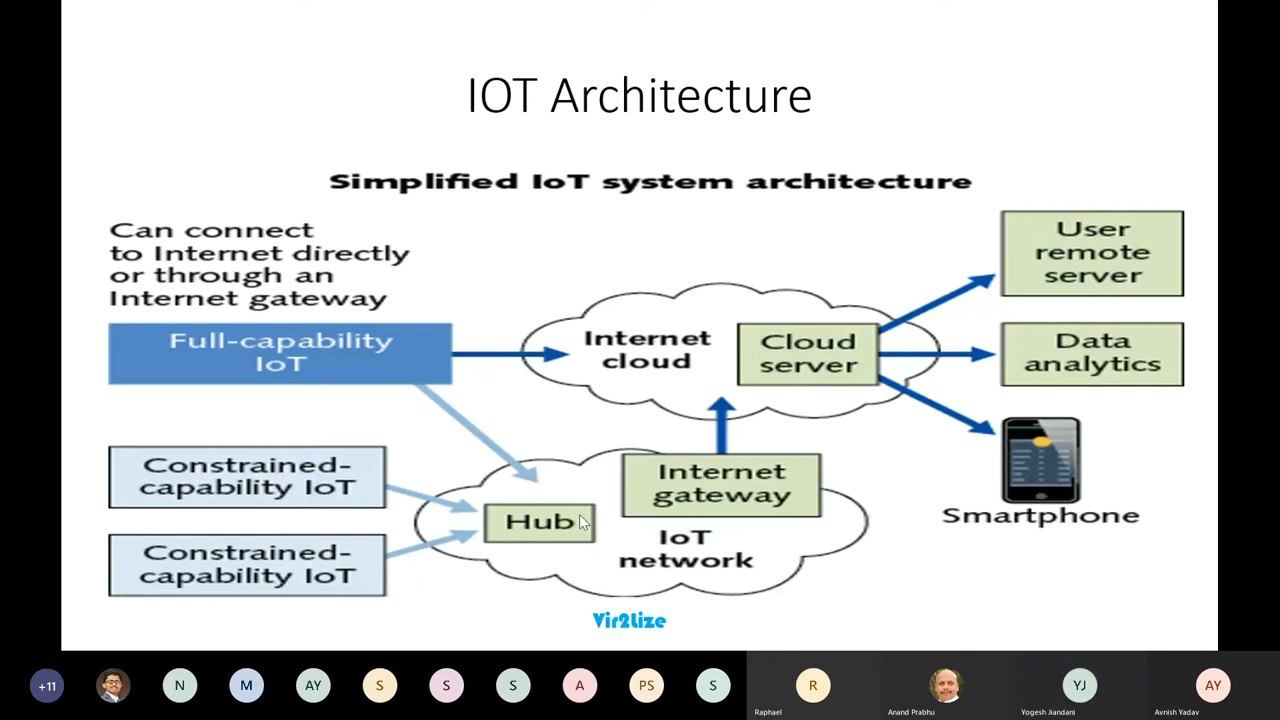 IOT Architecture
Simplified IoT system architecture
Can connect
to Internet directly
or through an
Internet gateway
Full-capability
IoT
Constrained-
capability IoT
Constrained-
capability IoT
Internet
cloud
Cloud
server
Internet
gateway
Hub
IoT
network
User
remote
server
Data
analytics
Smartphone
Vir2Lize
+11
N
M
AY
S
S
S
A
PS
S
R
Raphael
Anand Prabhu
YJ
Yogesh Jiandani
AY
Avnish Yadav